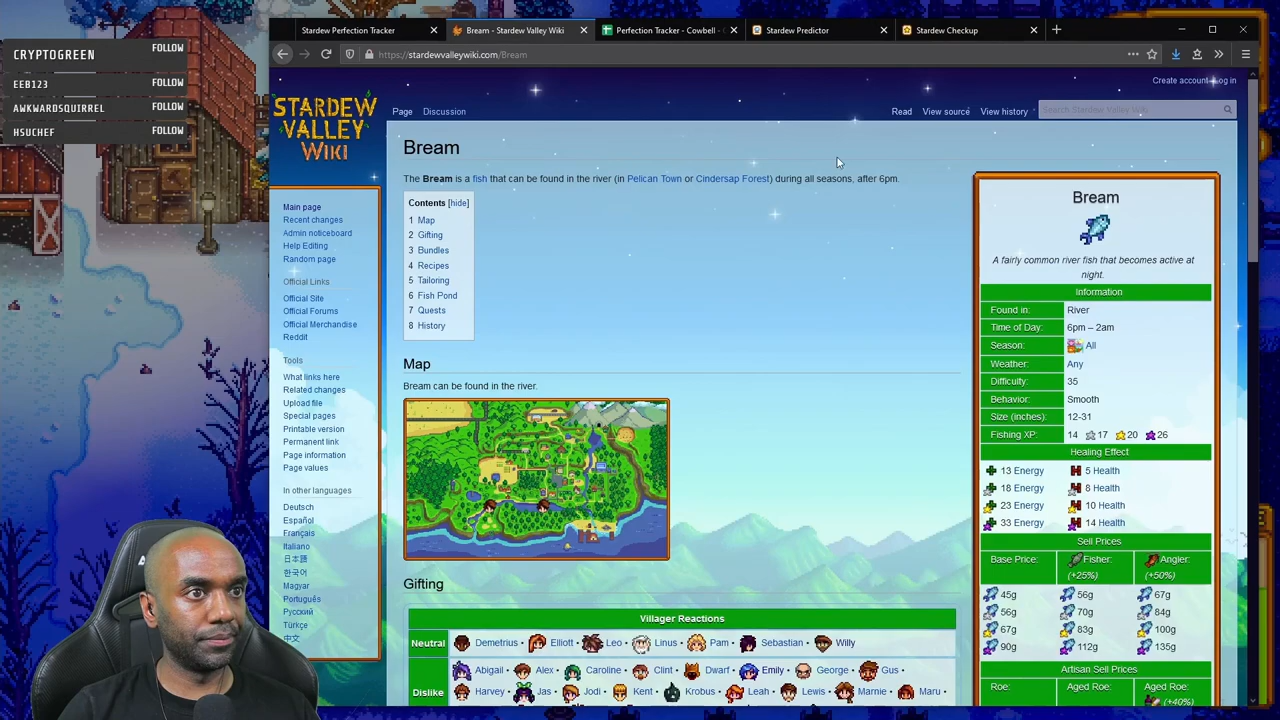 CRYPTOGREEN FOLLOW
EEB123 FOLLOW
AWKWARDSQUIRREL FOLLOW
HSUCHEF FOLLOW
Stardew Perfection Tracker
Bream - Stardew Valley Wiki
Perfection Tracker - Cowbell -
Stardew Predictor
Stardew Checkup
https://stardewvalleywiki.com/Bream
Create account
Log in
STARDEW
VALLEY
WIKI
Page Discussion
Read View source View history
Search Stardew Valley Wiki
Main page
Recent changes
Admin noticeboard
Help Editing
Random page
Official Links
Official Site
Official Forums
Official Merchandise
Reddit
Tools
What links here
Related changes
Upload file
Special pages
Printable version
Permanent link
Page information
Page values
In other languages
Deutsch
Español
Français
Italiano
日本語
한국어
Magyar
Português
Русский
Türkçe
中文
Bream
The Bream is a fish that can be found in the river (in Pelican Town or Cindersap Forest) during all seasons, after 6pm.
Contents [hide]
1 Map
2 Gifting
3 Bundles
4 Recipes
5 Tailoring
6 Fish Pond
7 Quests
8 History
Map
Bream can be found in the river.
Gifting
Villager Reactions
Neutral Demetrius • Elliott • Leo • Linus • Pam • Sebastian • Willy
Abigail • Alex • Caroline • Clint • Dwarf • Emily • George • Gus •
Dislike Harvey • Jas • Jodi • Kent • Krobus • Leah • Lewis • Marnie • Maru •
Bream
A fairly common river fish that becomes active at
night.
Information
Found in: River
Time of Day: 6pm – 2am
Season: All
Weather: Any
Difficulty: 35
Behavior: Smooth
Size (inches): 12-31
Fishing XP: 14 17 20 26
Healing Effect
13 Energy 5 Health
18 Energy 8 Health
23 Energy 10 Health
33 Energy 14 Health
Sell Prices
Base Price: Fisher: (+25%) Angler: (+50%)
45g 56g 67g
56g 70g 84g
67g 83g 100g
90g 112g 135g
Artisan Sell Prices
Roe: Aged Roe: Aged Roe
(+40%)